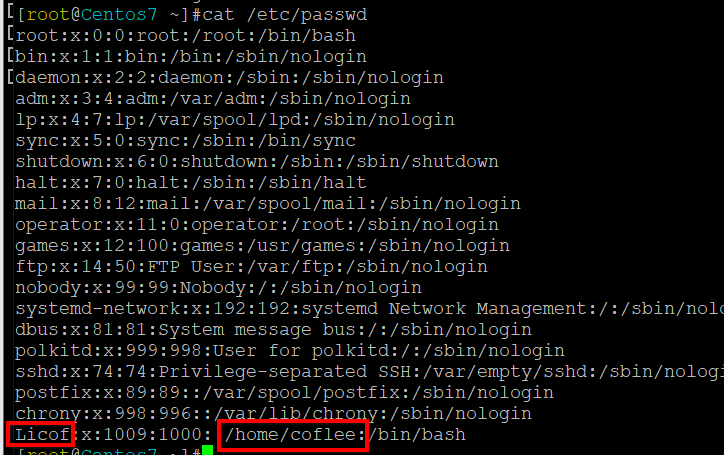 [root@Centos7 ~]#cat /etc/passwd
root:x:0:0:root:/root:/bin/bash
bin:x:1:1:bin:/bin:/sbin/nologin
daemon:x:2:2:daemon:/sbin:/sbin/nologin
adm:x:3:4:adm:/var/adm:/sbin/nologin
lp:x:4:7:lp:/var/spool/lpd:/sbin/nologin
sync:x:5:0:sync:/sbin:/bin/sync
shutdown:x:6:0:shutdown:/sbin:/sbin/shutdown
halt:x:7:0:halt:/sbin:/sbin/halt
mail:x:8:12:mail:/var/spool/mail:/sbin/nologin
operator:x:11:0:operator:/root:/sbin/nologin
games:x:12:100:games:/usr/games:/sbin/nologin
ftp:x:14:50:FTP User:/var/ftp:/sbin/nologin
nobody:x:99:99:Nobody:/:/sbin/nologin
systemd-network:x:192:192:systemd Network Management:/:/sbin/nologin
dbus:x:81:81:System message bus:/:/sbin/nologin
polkitd:x:999:998:User for polkitd:/:/sbin/nologin
sshd:x:74:74:Privilege-separated SSH:/var/empty/sshd:/sbin/nologin
postfix:x:89:89::/var/spool/postfix:/sbin/nologin
chrony:x:998:996::/var/lib/chrony:/sbin/nologin
Licof:x:1009:1000: /home/coflee:/bin/bash
[root@Centos7 ~]#